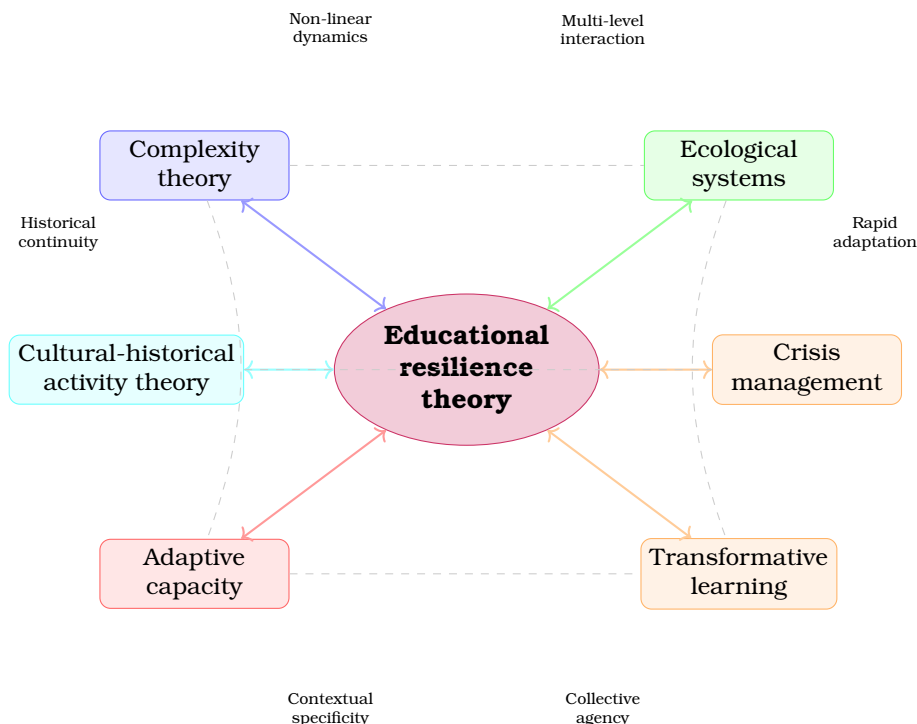 Non-linear
dynamics
Multi-level
interaction
Complexity
theory
Ecological
systems
Historical
continuity
Rapid
adaptation
Cultural-historical
activity theory
Educational
resilience
theory
Crisis
management
Adaptive
capacity
Transformative
learning
Contextual
specificity
Collective
agency